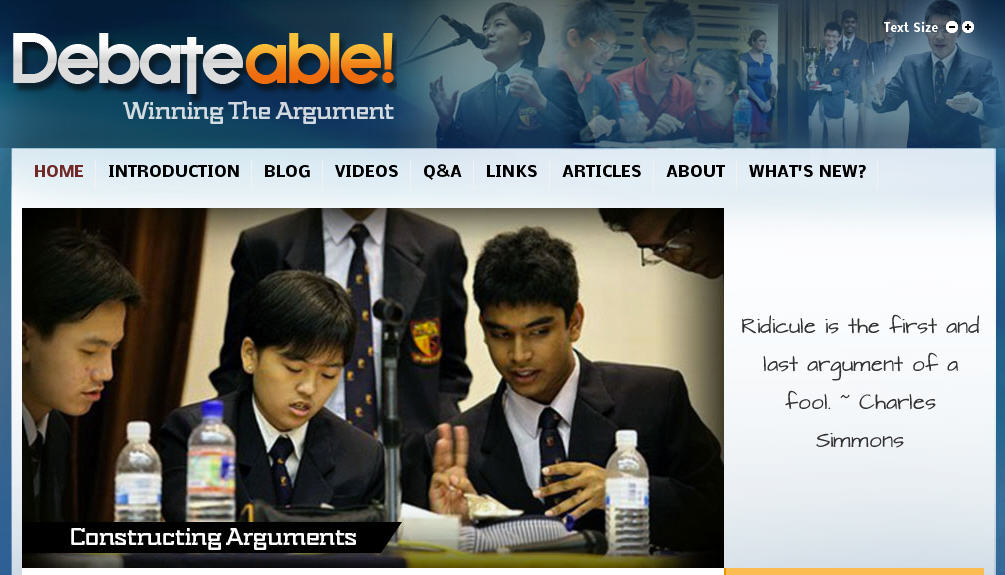 Text Size
Debateable!
Winning The Argument
HOME INTRODUCTION BLOG VIDEOS Q&A LINKS ARTICLES ABOUT WHAT'S NEW?
Ridicule is the first and
last argument of a
fool. ~ Charles
Simmons
Constructing Arguments